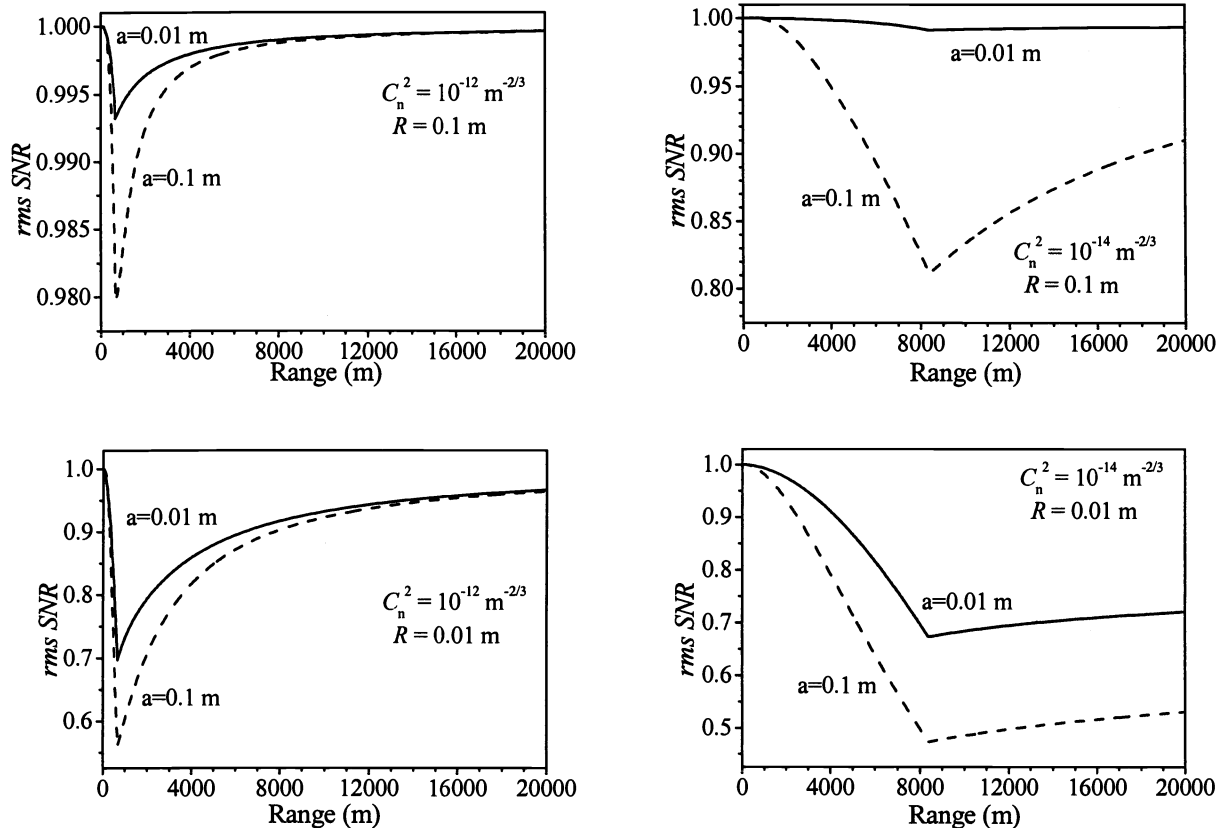 1.000
0.995
0.990
0.985
0.980
rms SNR
a=0.01 m
a=0.1 m
C_n^2 = 10^-12 m^-2/3
R = 0.1 m
0 4000 8000 12000 16000 20000
Range (m)
1.00
0.95
0.90
0.85
0.80
rms SNR
a=0.01 m
a=0.1 m
C_n^2 = 10^-14 m^-2/3
R = 0.1 m
0 4000 8000 12000 16000 20000
Range (m)
1.0
0.9
0.8
0.7
0.6
rms SNR
a=0.01 m
a=0.1 m
C_n^2 = 10^-12 m^-2/3
R = 0.01 m
0 4000 8000 12000 16000 20000
Range (m)
1.0
0.9
0.8
0.7
0.6
0.5
rms SNR
C_n^2 = 10^-14 m^-2/3
R = 0.01 m
a=0.01 m
a=0.1 m
0 4000 8000 12000 16000 20000
Range (m)